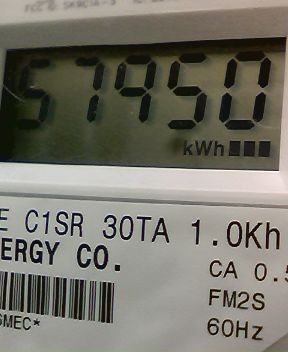 57950
kWh
E C1SR 30TA 1.0Kh
ERGY CO.
CA 0.5
FM2S
60Hz
SMEC*